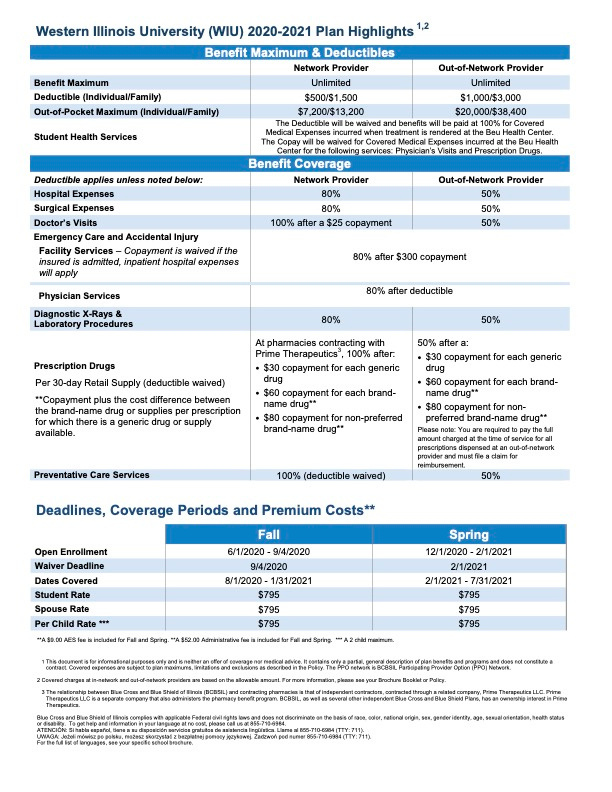 Western Illinois University (WIU) 2020-2021 Plan Highlights 1,2
Benefit Maximum & Deductibles
Network Provider Out-of-Network Provider
Benefit Maximum Unlimited Unlimited
Deductible (Individual/Family) $500/$1,500 $1,000/$3,000
Out-of-Pocket Maximum (Individual/Family) $7,200/$13,200 $20,000/$38,400
Student Health Services
The Deductible will be waived and benefits will be paid at 100% for Covered
Medical Expenses incurred when treatment is rendered at the Beu Health Center.
The Copay will be waived for Covered Medical Expenses incurred at the Beu Health
Center for the following services: Physician's Visits and Prescription Drugs.
Benefit Coverage
Deductible applies unless noted below: Network Provider Out-of-Network Provider
Hospital Expenses 80% 50%
Surgical Expenses 80% 50%
Doctor's Visits 100% after a $25 copayment 50%
Emergency Care and Accidental Injury
Facility Services – Copayment is waived if the
insured is admitted, inpatient hospital expenses
will apply
80% after $300 copayment
Physician Services 80% after deductible
Diagnostic X-Rays &
Laboratory Procedures 80% 50%
Prescription Drugs
Per 30-day Retail Supply (deductible waived)
**Copayment plus the cost difference between
the brand-name drug or supplies per prescription
for which there is a generic drug or supply
available.
At pharmacies contracting with
Prime Therapeutics3, 100% after:
• $30 copayment for each generic
drug
• $60 copayment for each brand-
name drug**
• $80 copayment for non-preferred
brand-name drug**
50% after a:
• $30 copayment for each generic
drug
• $60 copayment for each brand-
name drug**
• $80 copayment for non-
preferred brand-name drug**
Please note: You are required to pay the full
amount charged at the time of service for all
prescriptions dispensed at an out-of-network
provider and must file a claim for
reimbursement.
Preventative Care Services 100% (deductible waived) 50%
Deadlines, Coverage Periods and Premium Costs**
Fall Spring
Open Enrollment 6/1/2020 - 9/4/2020 12/1/2020 - 2/1/2021
Waiver Deadline 9/4/2020 2/1/2021
Dates Covered 8/1/2020 - 1/31/2021 2/1/2021 - 7/31/2021
Student Rate $795 $795
Spouse Rate $795 $795
Per Child Rate *** $795 $795
**A $9.00 AES fee is included for Fall and Spring. **A $52.00 Administrative fee is included for Fall and Spring. *** A 2 child maximum.
1 This document is for informational purposes only and is neither an offer of coverage nor medical advice. It contains only a partial, general description of plan benefits and programs and does not constitute a
contract. Covered expenses are subject to plan maximums, limitations and exclusions as described in the Policy. The PPO network is BCBSIL Participating Provider Option (PPO) Network.
2 Covered charges at in-network and out-of-network providers are based on the allowable amount. For more information, please see your Brochure Booklet or Policy.
3 The relationship between Blue Cross and Blue Shield of Illinois (BCBSIL) and contracting pharmacies is that of independent contractors, contracted through a related company, Prime Therapeutics LLC. Prime
Therapeutics LLC is a separate company that also administers the pharmacy benefit program. BCBSIL, as well as several other independent Blue Cross and Blue Shield Plans, has an ownership interest in Prime
Therapeutics.
Blue Cross and Blue Shield of Illinois complies with applicable Federal civil rights laws and does not discriminate on the basis of race, color, national origin, sex, gender identity, age, sexual orientation, health status
or disability. To get help and information in your language at no cost, please call us at 855-710-6984.
ATENCIÓN: Si habla español, tiene a su disposición servicios gratuitos de asistencia lingüística. Llame al 855-710-6984 (TTY: 711).
UWAGA: Jeżeli mówisz po polsku, możesz skorzystać z bezpłatnej pomocy językowej. Zadzwoń pod numer 855-710-6984 (TTY: 711).
For the full list of languages, see your specific school brochure.